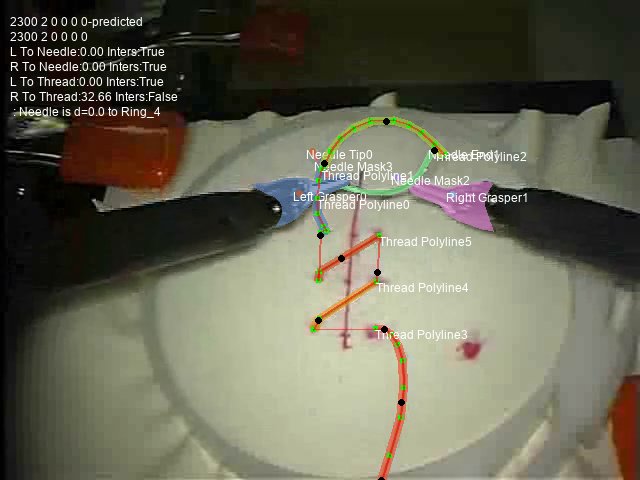 2300 2 0 0 0 0-predicted
2300 2 0 0 0 0
L To Needle:0.00 Inters:True
R To Needle:0.00 Inters:True
L To Thread:0.00 Inters:True
R To Thread:32.66 Inters:False
: Needle is d=0.0 to Ring_4
Needle Tip0
Needle End1
Thread Polyline2
Needle Mask3
Thread Polyline1
Needle Mask2
Left Grasper0
Right Grasper1
Thread Polyline0
Thread Polyline5
Thread Polyline4
Thread Polyline3